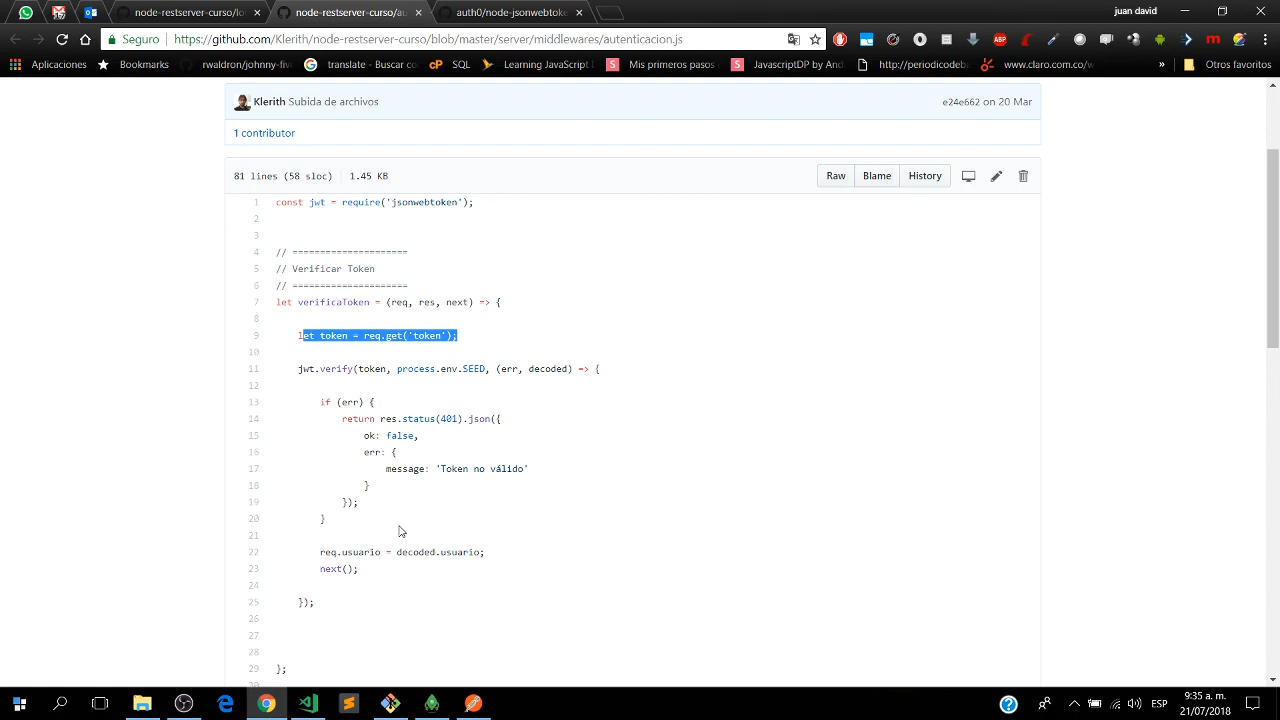 node-restserver-curso/lo
node-restserver-curso/au
auth0/node-jsonwebtoke
juan david
Seguro
https://github.com/Klerith/node-restserver-curso/blob/master/server/middlewares/autenticacion.js
Aplicaciones
Bookmarks
rwaldron/johnny-five
translate - Buscar co
SQL
Learning JavaScript
Mis primeros pasos
JavascriptDP by And
http://periodicodeba
www.claro.com.co/w
»
Otros favoritos
Klerith Subida de archivos
e24e662 on 20 Mar
1 contributor
81 lines (58 sloc)
1.45 KB
Raw
Blame
History
1 const jwt = require('jsonwebtoken');
2
3
4 // =====================
5 // Verificar Token
6 // =====================
7 let verificaToken = (req, res, next) => {
8
9 let token = req.get('token');
10
11 jwt.verify(token, process.env.SEED, (err, decoded) => {
12
13 if (err) {
14 return res.status(401).json({
15 ok: false,
16 err: {
17 message: 'Token no válido'
18 }
19 });
20 }
21
22 req.usuario = decoded.usuario;
23 next();
24
25 });
26
27
28
29 };
ESP
9:35 a. m.
21/07/2018